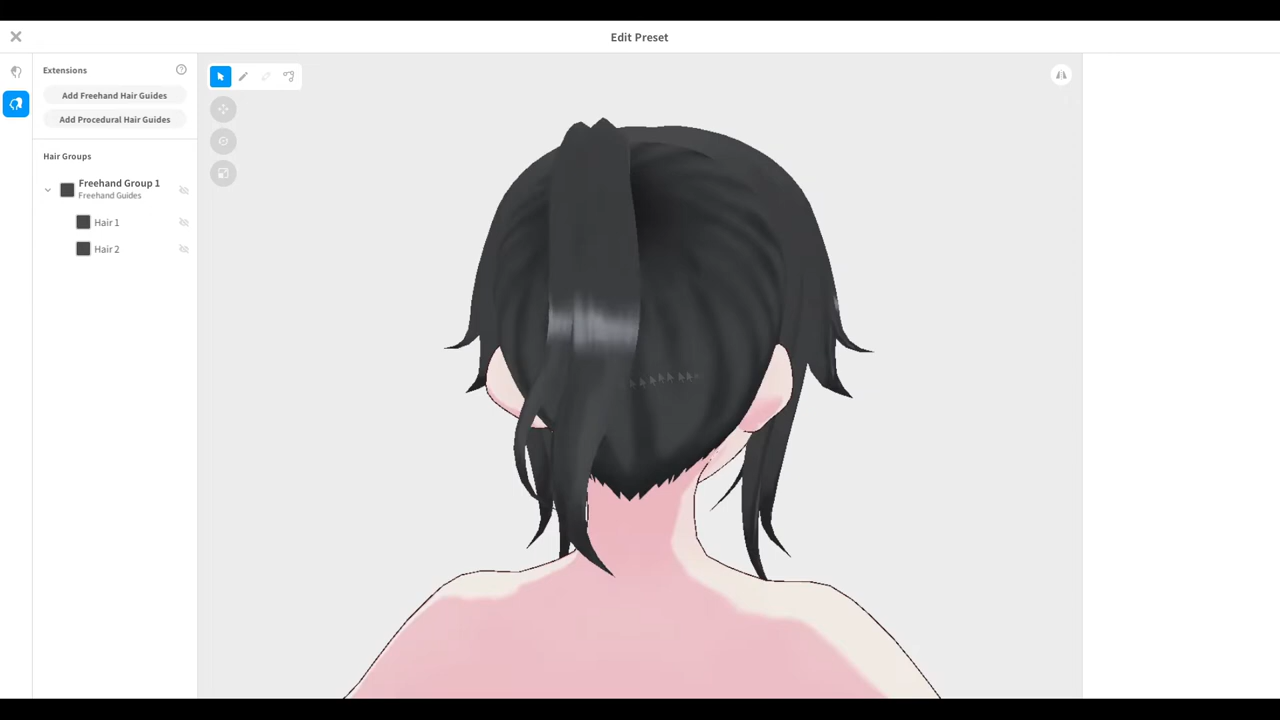 Edit Preset
Extensions
Add Freehand Hair Guides
Add Procedural Hair Guides
Hair Groups
Freehand Group 1
Freehand Guides
Hair 1
Hair 2